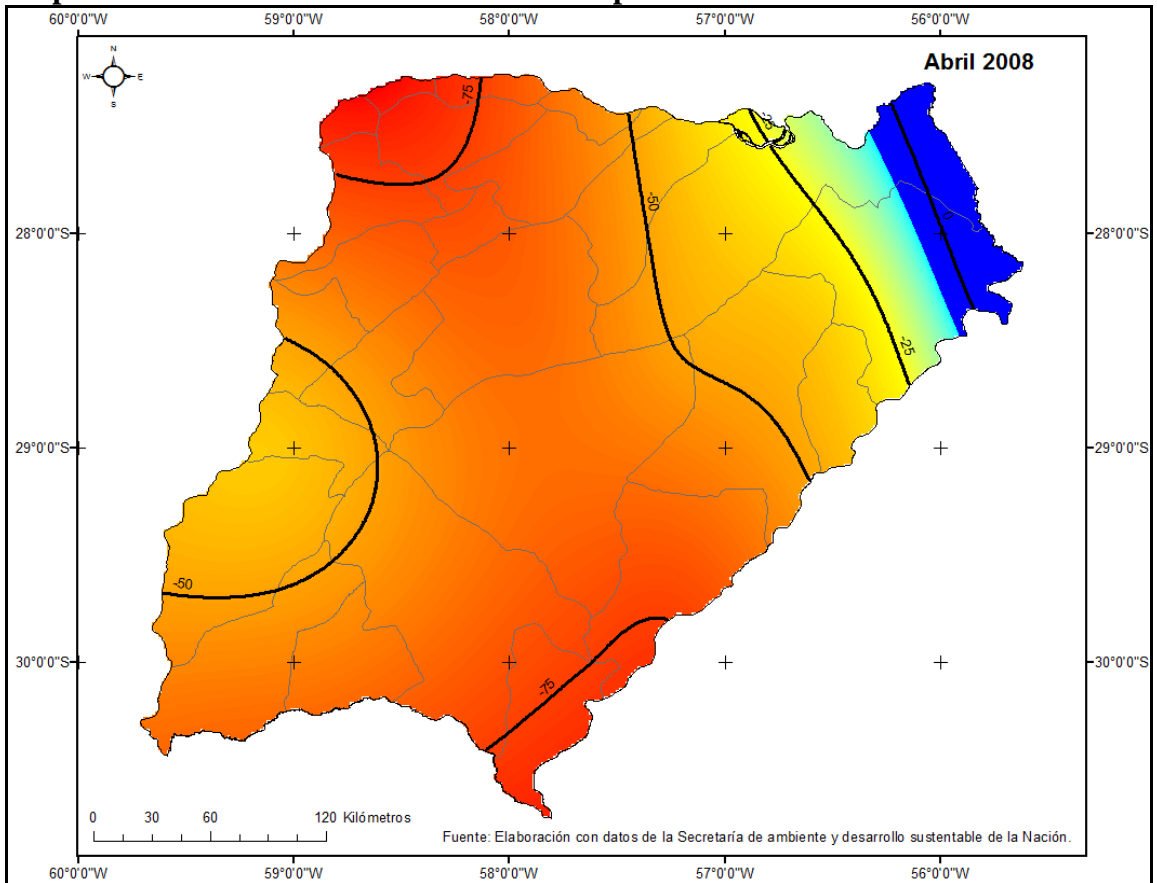 60°0'0"W 59°0'0"W 58°0'0"W 57°0'0"W 56°0'0"W
Abril 2008
N
W E
S
-75
-25
-50
0
28°0'0"S 28°0'0"S
-25
29°0'0"S 29°0'0"S
-50
30°0'0"S 30°0'0"S
-75
0 30 60 120 Kilómetros
Fuente: Elaboración con datos de la Secretaría de ambiente y desarrollo sustentable de la Nación.
60°0'0"W 59°0'0"W 58°0'0"W 57°0'0"W 56°0'0"W